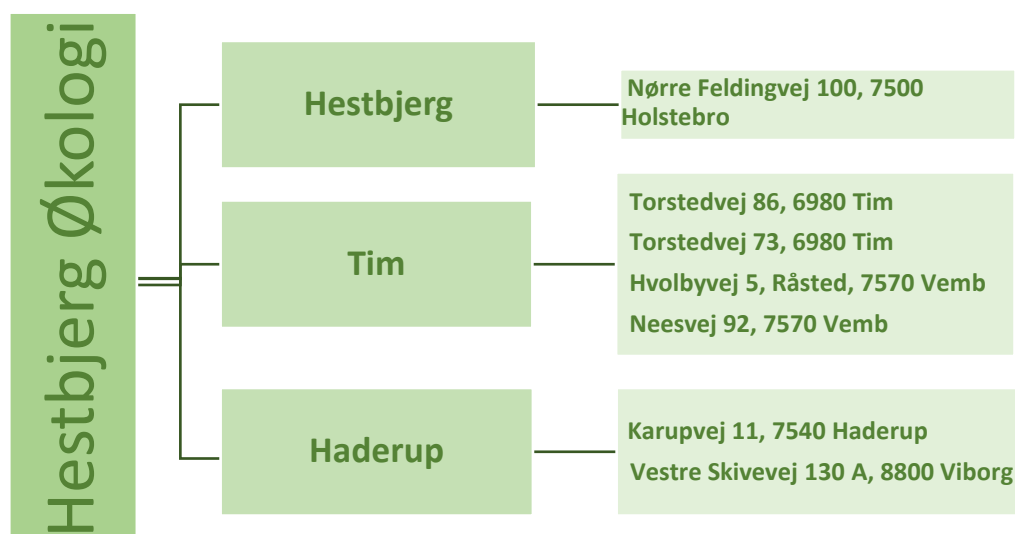 Hestbjerg Økologi
Hestbjerg
Nørre Feldingvej 100, 7500
Holstebro
Tim
Torstedvej 86, 6980 Tim
Torstedvej 73, 6980 Tim
Hvolbyvej 5, Råsted, 7570 Vemb
Neesvej 92, 7570 Vemb
Haderup
Karupvej 11, 7540 Haderup
Vestre Skivevej 130 A, 8800 Viborg